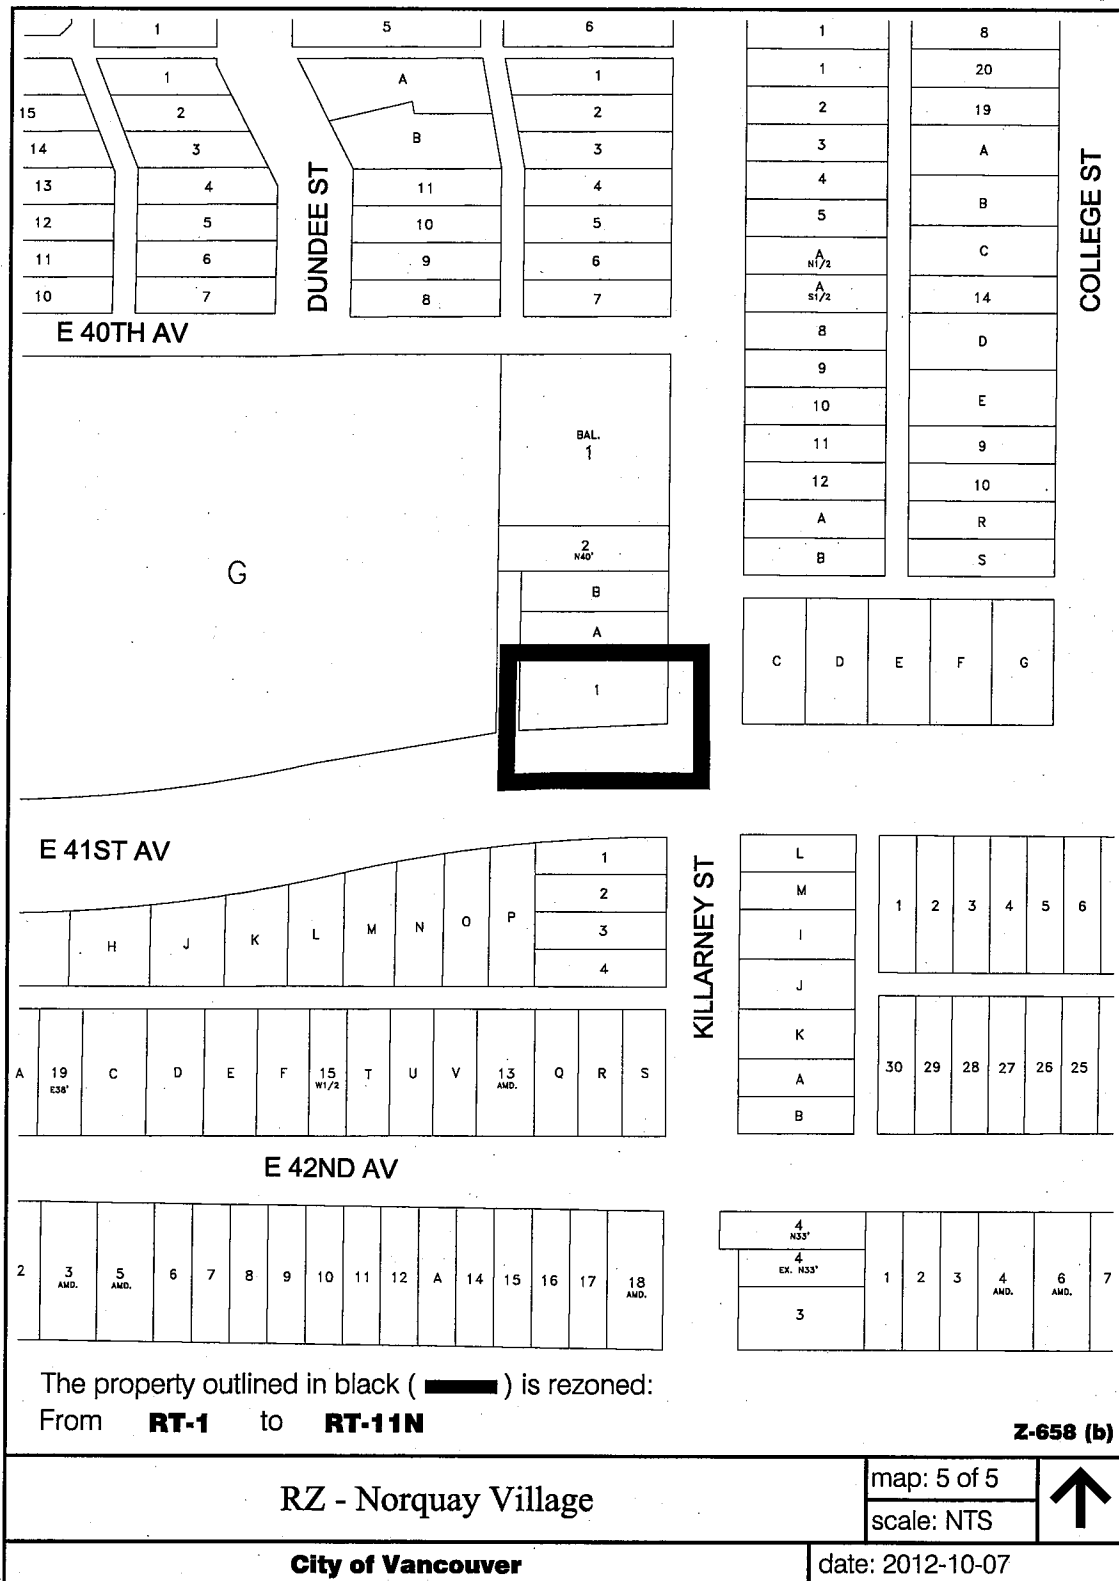 1 5 6 1 8
1 A 1 1 20
15 2 2 2 19
14 3 B 3 3 A
13 4 11 4 4
12 5 10 5 5 B
11 6 9 6 A N1/2 C
10 7 8 7 A S1/2 14
DUNDEE ST
COLLEGE ST
E 40TH AV
8 D
9
10 E
BAL.
1
11 9
12 10
A R
2
N40'
B S
G
B
A
1
C D E F G
E 41ST AV
KILLARNEY ST
H J K L M N O P
1
2
3
4
L
M
I
J
K
A
B
1 2 3 4 5 6
30 29 28 27 26 25
A 19 C D E F 15 T U V 13 Q R S
E38' W1/2 AMD.
E 42ND AV
2 3 5 6 7 8 9 10 11 12 A 14 15 16 17 18
AMD. AMD. AMD.
4
N33'
4
EX. N33'
3
1 2 3 4 6 7
AMD. AMD.
The property outlined in black ( ) is rezoned:
From RT-1 to RT-11N
Z-658 (b)
RZ - Norquay Village
map: 5 of 5
scale: NTS
City of Vancouver
date: 2012-10-07